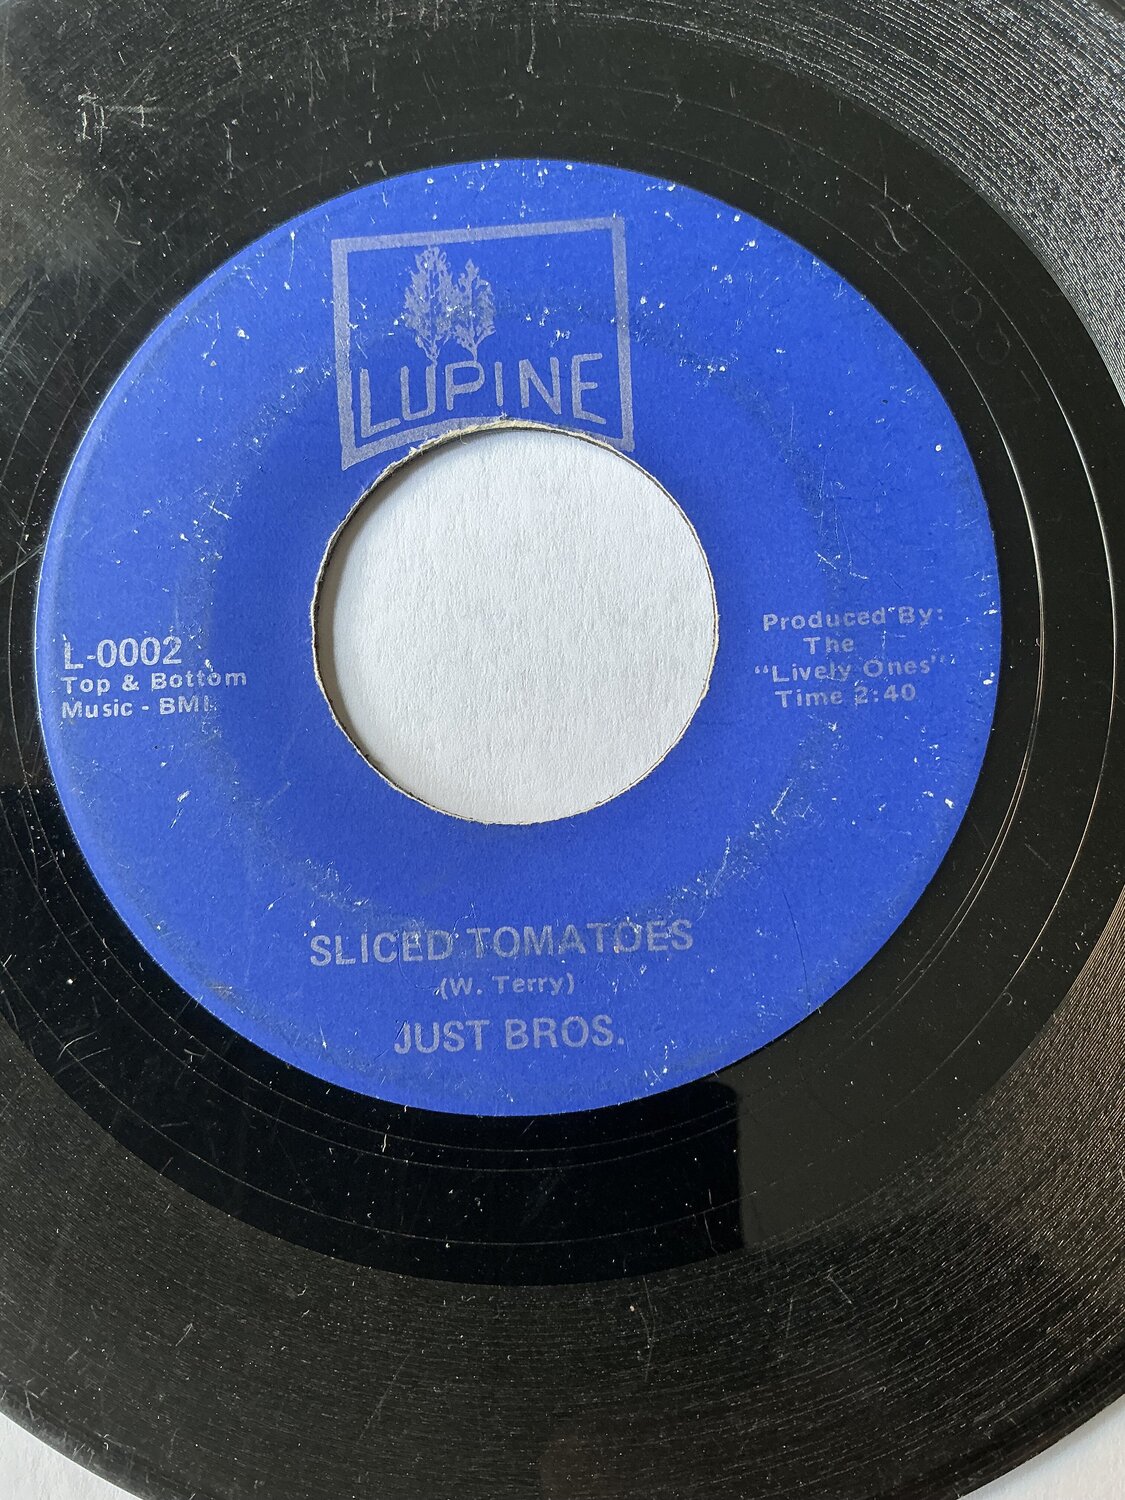 LUPINE
L-0002
Top & Bottom
Music - BMI
Produced By:
The
"Lively Ones"
Time 2:40
SLICED TOMATOES
(W. Terry)
JUST BROS.